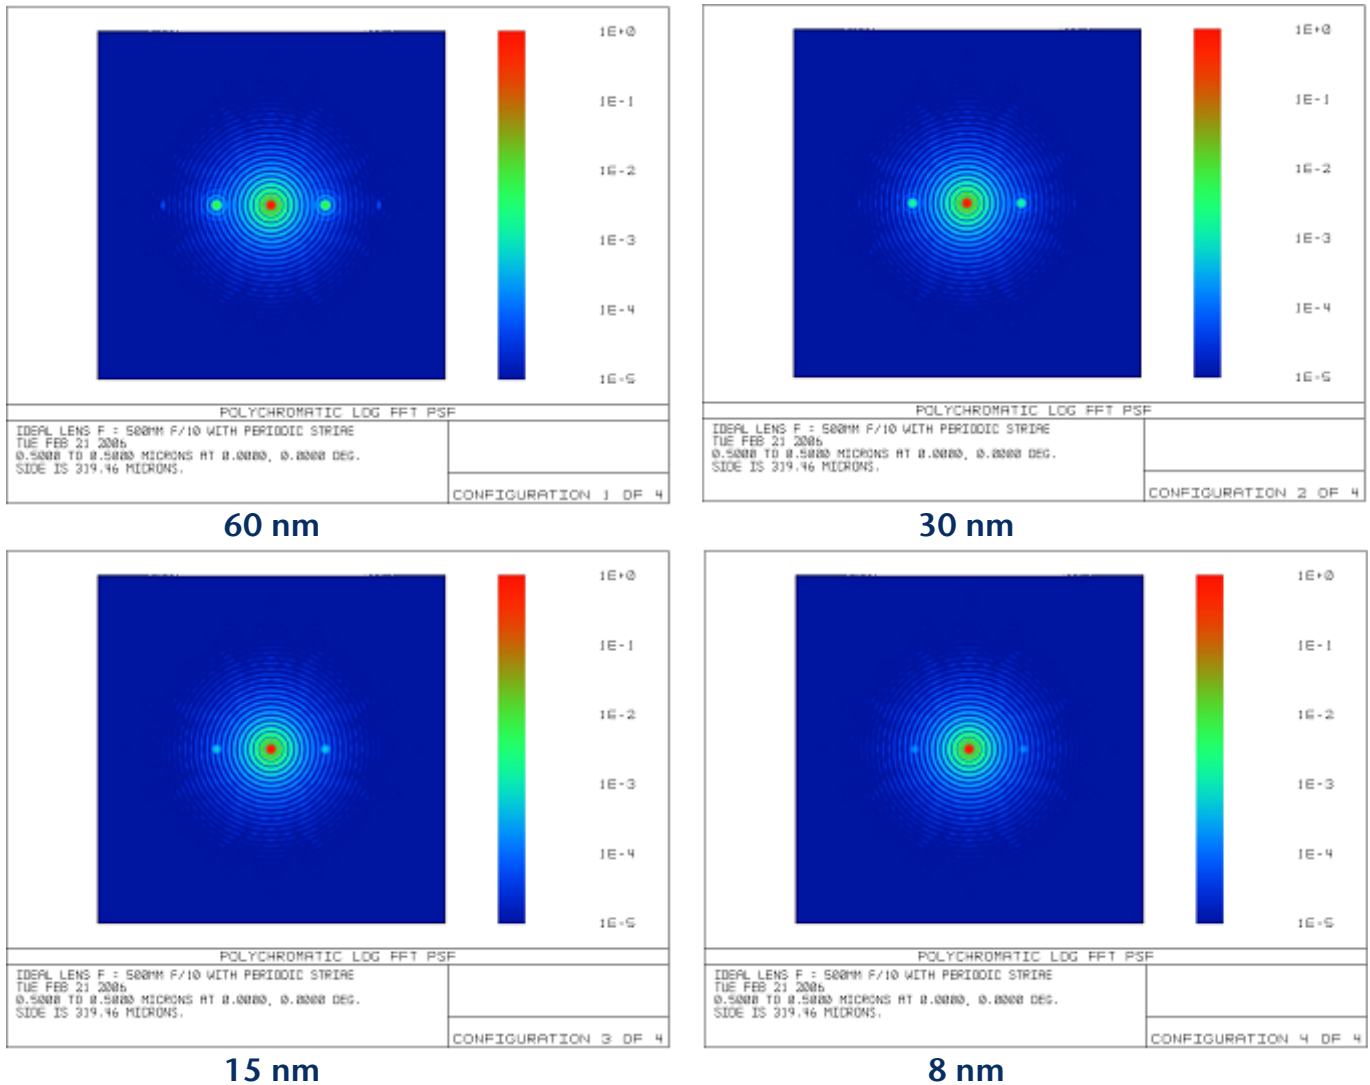 1E+0
1E-1
1E-2
1E-3
1E-4
1E-5
POLYCHROMATIC LOG FFT PSF
IDEAL LENS F = 500MM F/10 WITH PERIODIC STRIAE
TUE FEB 21 2006
0.5000 TO 0.5000 MICRONS AT 0.0000, 0.0000 DEG.
SIDE IS 319.46 MICRONS.
CONFIGURATION 1 OF 4
60 nm
1E+0
1E-1
1E-2
1E-3
1E-4
1E-5
POLYCHROMATIC LOG FFT PSF
IDEAL LENS F = 500MM F/10 WITH PERIODIC STRIAE
TUE FEB 21 2006
0.5000 TO 0.5000 MICRONS AT 0.0000, 0.0000 DEG.
SIDE IS 319.46 MICRONS.
CONFIGURATION 2 OF 4
30 nm
1E+0
1E-1
1E-2
1E-3
1E-4
1E-5
POLYCHROMATIC LOG FFT PSF
IDEAL LENS F = 500MM F/10 WITH PERIODIC STRIAE
TUE FEB 21 2006
0.5000 TO 0.5000 MICRONS AT 0.0000, 0.0000 DEG.
SIDE IS 319.46 MICRONS.
CONFIGURATION 3 OF 4
15 nm
1E+0
1E-1
1E-2
1E-3
1E-4
1E-5
POLYCHROMATIC LOG FFT PSF
IDEAL LENS F = 500MM F/10 WITH PERIODIC STRIAE
TUE FEB 21 2006
0.5000 TO 0.5000 MICRONS AT 0.0000, 0.0000 DEG.
SIDE IS 319.46 MICRONS.
CONFIGURATION 4 OF 4
8 nm